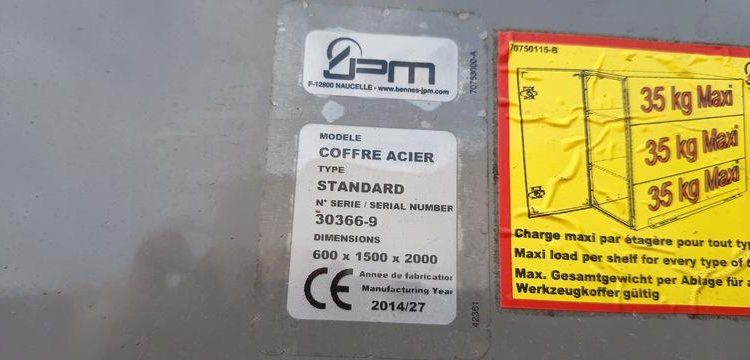 JPM
F-12800 NAUCELLE - www.bennes-jpm.com
70753000-A
MODELE
COFFRE ACIER
TYPE
STANDARD
N° SERIE / SERIAL NUMBER
30366-9
DIMENSIONS
600 x 1500 x 2000
CE
Année de fabrication
Manufacturing Year
2014/27
42361
70750115-B
35 kg Maxi
35 kg Maxi
35 kg Maxi
Charge maxi par étagère pour tout
Maxi load per shelf for every type of
Max. Gesamtgewicht per Ablage für
Werkzeugkoffer gültig